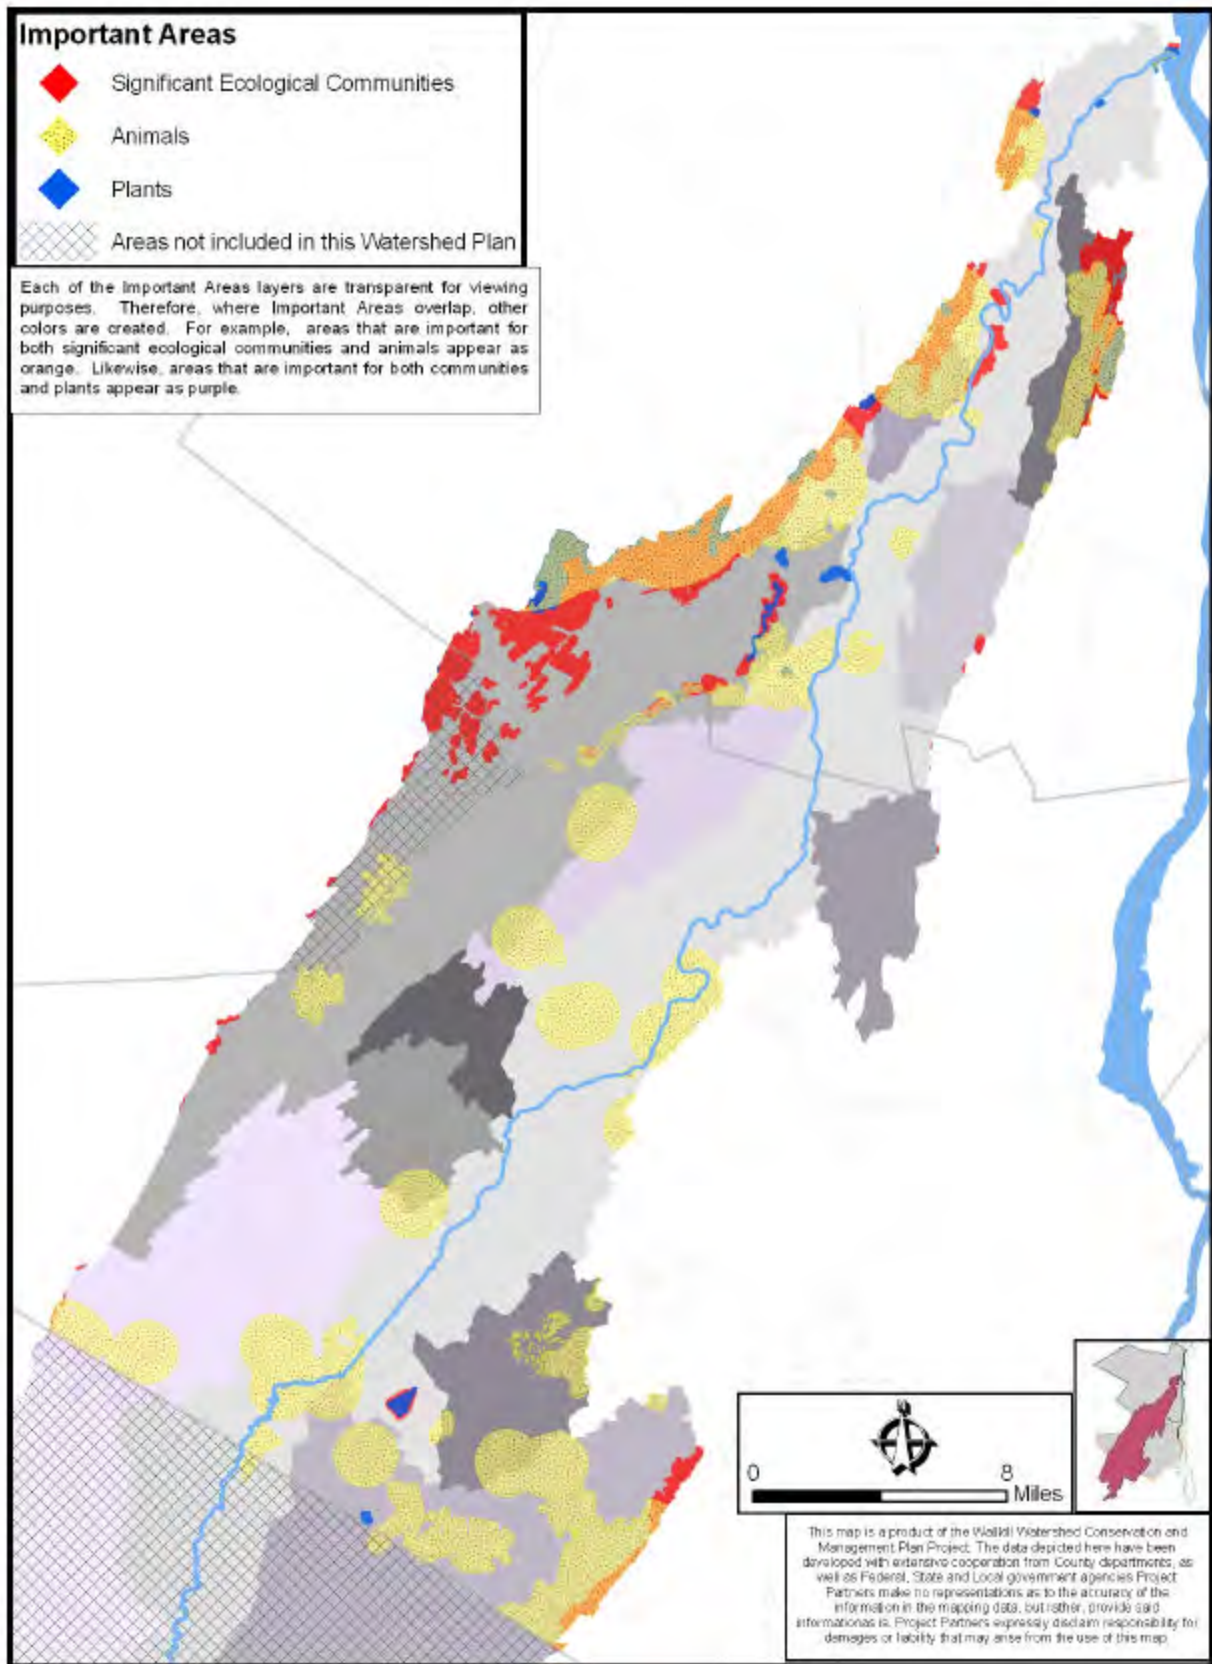 Important Areas
Significant Ecological Communities
Animals
Plants
Areas not included in this Watershed Plan
Each of the Important Areas layers are transparent for viewing
purposes. Therefore, where Important Areas overlap, other
colors are created. For example, areas that are important for
both significant ecological communities and animals appear as
orange. Likewise, areas that are important for both communities
and plants appear as purple.
0 8
Miles
This map is a product of the Wallkill Watershed Conservation and
Management Plan Project. The data depicted here have been
developed with extensive cooperation from County departments, as
well as Federal, State and Local government agencies Project
Partners make no representations as to the accuracy of the
information in the mapping data, but rather, provide said
informationas is. Project Partners expressly disclaim responsibility for
damages or liability that may arise from the use of this map